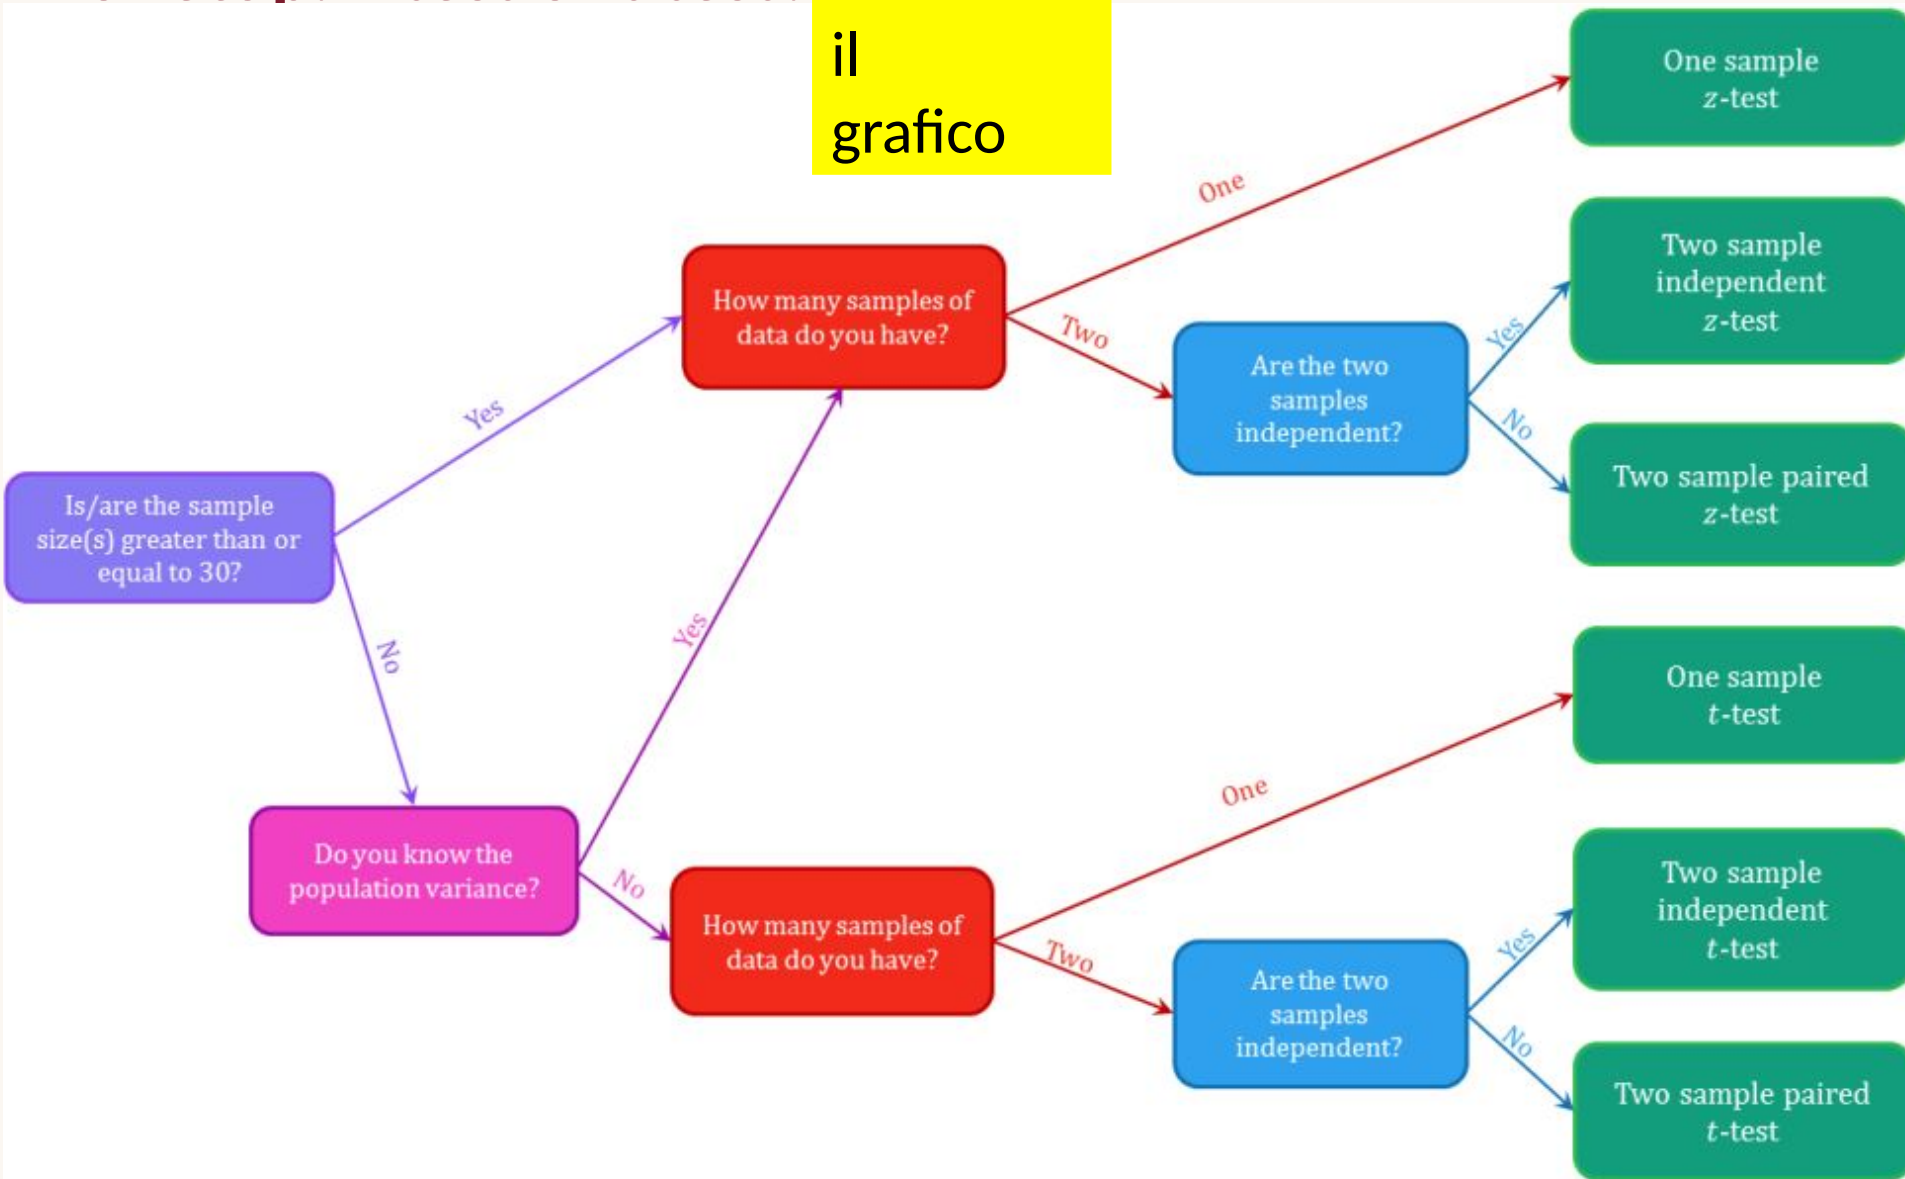 il
grafico
One sample
z-test
One
Two sample
independent
z-test
How many samples of
data do you have?
Two
Yes
Are the two
samples
independent?
Yes
No
Two sample paired
z-test
Is/are the sample
size(s) greater than or
equal to 30?
No
Yes
One sample
t-test
One
Do you know the
population variance?
No
How many samples of
data do you have?
Two
Two sample
independent
t-test
Yes
Are the two
samples
independent?
No
Two sample paired
t-test